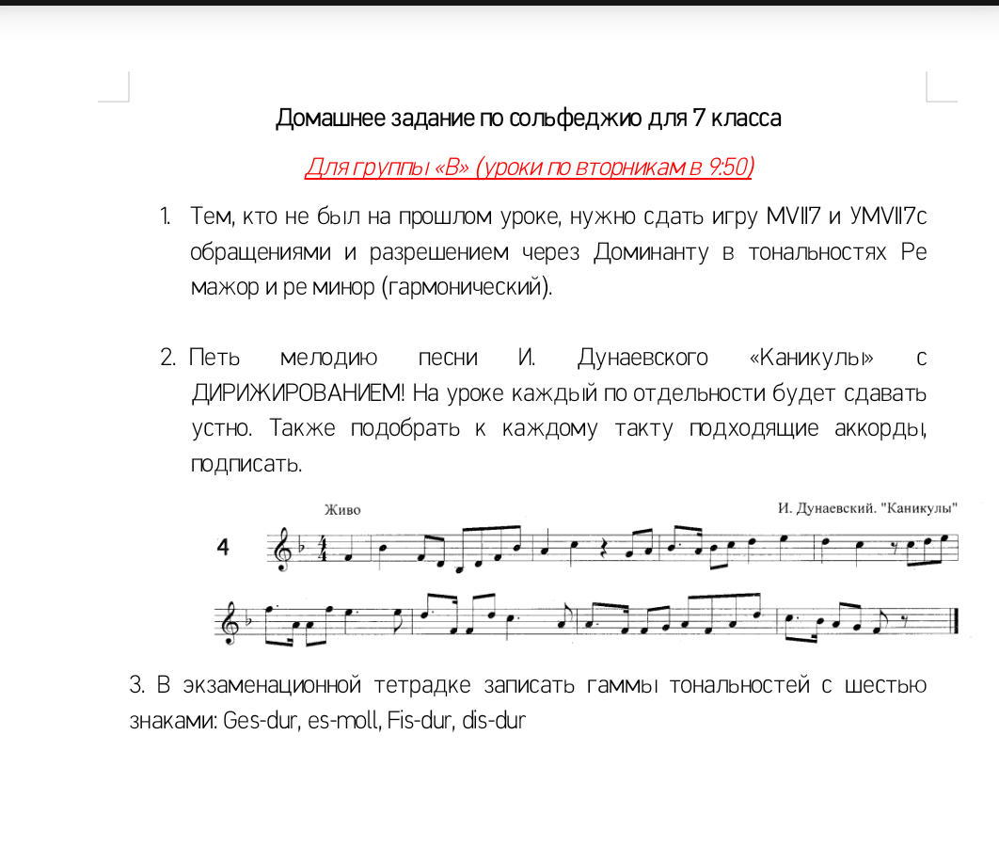 Домашнее задание по сольфеджио для 7 класса
Для группы «В» (уроки по вторникам в 9:50)
1. Тем, кто не был на прошлом уроке, нужно сдать игру МVII7 и УМVII7с
обращениями и разрешением через Доминанту в тональностях Ре
мажор и ре минор (гармонический).
2. Петь мелодию песни И. Дунаевского «Каникулы» с
ДИРИЖИРОВАНИЕМ! На уроке каждый по отдельности будет сдавать
устно. Также подобрать к каждому такту подходящие аккорды,
подписать.
Живо И. Дунаевский. "Каникулы"
4 4
4
3. В экзаменационной тетрадке записать гаммы тональностей с шестью
знаками: Ges-dur, es-moll, Fis-dur, dis-dur